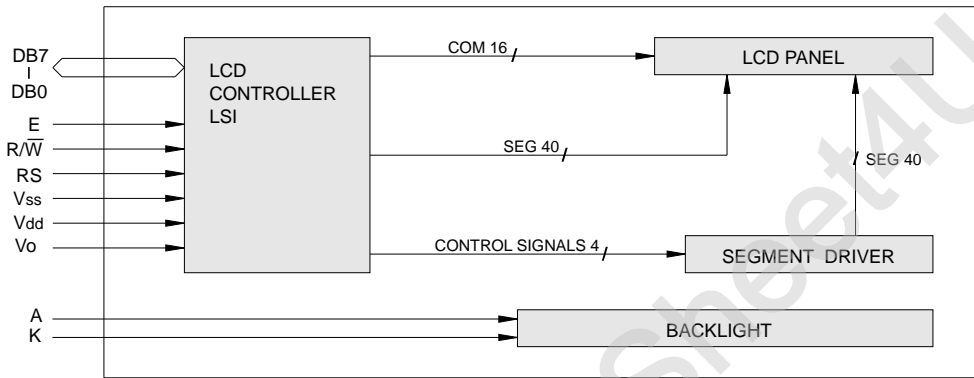 DB7
DB0
E
R/W̅
RS
Vss
Vdd
Vo
A
K
LCD
CONTROLLER
LSI
COM 16
SEG 40
CONTROL SIGNALS 4
LCD PANEL
SEG 40
SEGMENT DRIVER
BACKLIGHT
Sheet4U